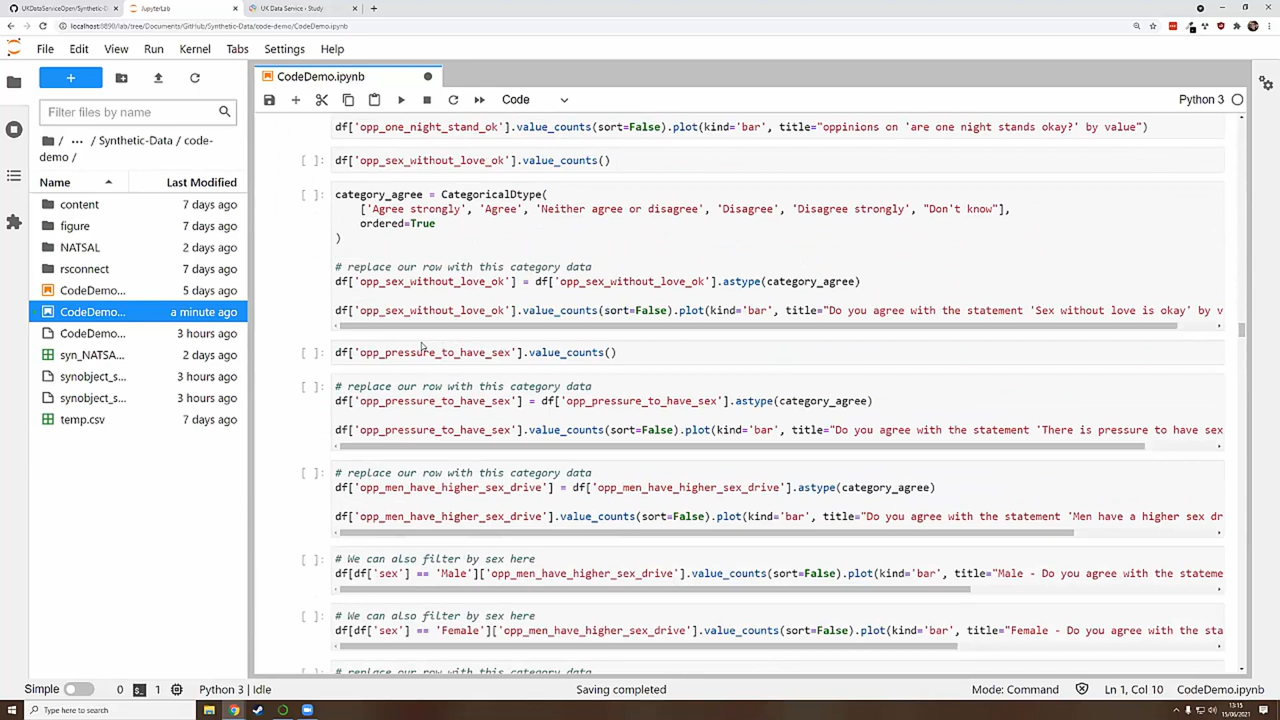 UKDataServiceOpen/Synthetic-D
JupyterLab
UK Data Service › Study
localhost:8890/lab/tree/Documents/GitHub/Synthetic-Data/code-demo/CodeDemo.ipynb
File Edit View Run Kernel Tabs Settings Help
CodeDemo.ipynb
Code
Python 3
Filter files by name
/ ... / Synthetic-Data / code-
demo /
Name Last Modified
content 7 days ago
figure 7 days ago
NATSAL 2 days ago
rsconnect 7 days ago
CodeDemo... 5 days ago
CodeDemo... a minute ago
CodeDemo... 3 hours ago
syn_NATSA... 2 days ago
synobject_s... 3 hours ago
synobject_s... 3 hours ago
temp.csv 7 days ago
df['opp_one_night_stand_ok'].value_counts(sort=False).plot(kind='bar', title="oppinions on 'are one night stands okay?' by value")
[ ]: df['opp_sex_without_love_ok'].value_counts()
[ ]: category_agree = CategoricalDtype(
['Agree strongly', 'Agree', 'Neither agree or disagree', 'Disagree', 'Disagree strongly', "Don't know"],
ordered=True
)
# replace our row with this category data
df['opp_sex_without_love_ok'] = df['opp_sex_without_love_ok'].astype(category_agree)
df['opp_sex_without_love_ok'].value_counts(sort=False).plot(kind='bar', title="Do you agree with the statement 'Sex without love is okay' by v
[ ]: df['opp_pressure_to_have_sex'].value_counts()
[ ]: # replace our row with this category data
df['opp_pressure_to_have_sex'] = df['opp_pressure_to_have_sex'].astype(category_agree)
df['opp_pressure_to_have_sex'].value_counts(sort=False).plot(kind='bar', title="Do you agree with the statement 'There is pressure to have sex
[ ]: # replace our row with this category data
df['opp_men_have_higher_sex_drive'] = df['opp_men_have_higher_sex_drive'].astype(category_agree)
df['opp_men_have_higher_sex_drive'].value_counts(sort=False).plot(kind='bar', title="Do you agree with the statement 'Men have a higher sex dr
[ ]: # We can also filter by sex here
df[df['sex'] == 'Male']['opp_men_have_higher_sex_drive'].value_counts(sort=False).plot(kind='bar', title="Male - Do you agree with the stateme
[ ]: # We can also filter by sex here
df[df['sex'] == 'Female']['opp_men_have_higher_sex_drive'].value_counts(sort=False).plot(kind='bar', title="Female - Do you agree with the sta
[ ]: # replace our row with this category data
Simple 0 1 Python 3 | Idle Saving completed Mode: Command Ln 1, Col 10 CodeDemo.ipynb
Type here to search
13:15
15/06/2021